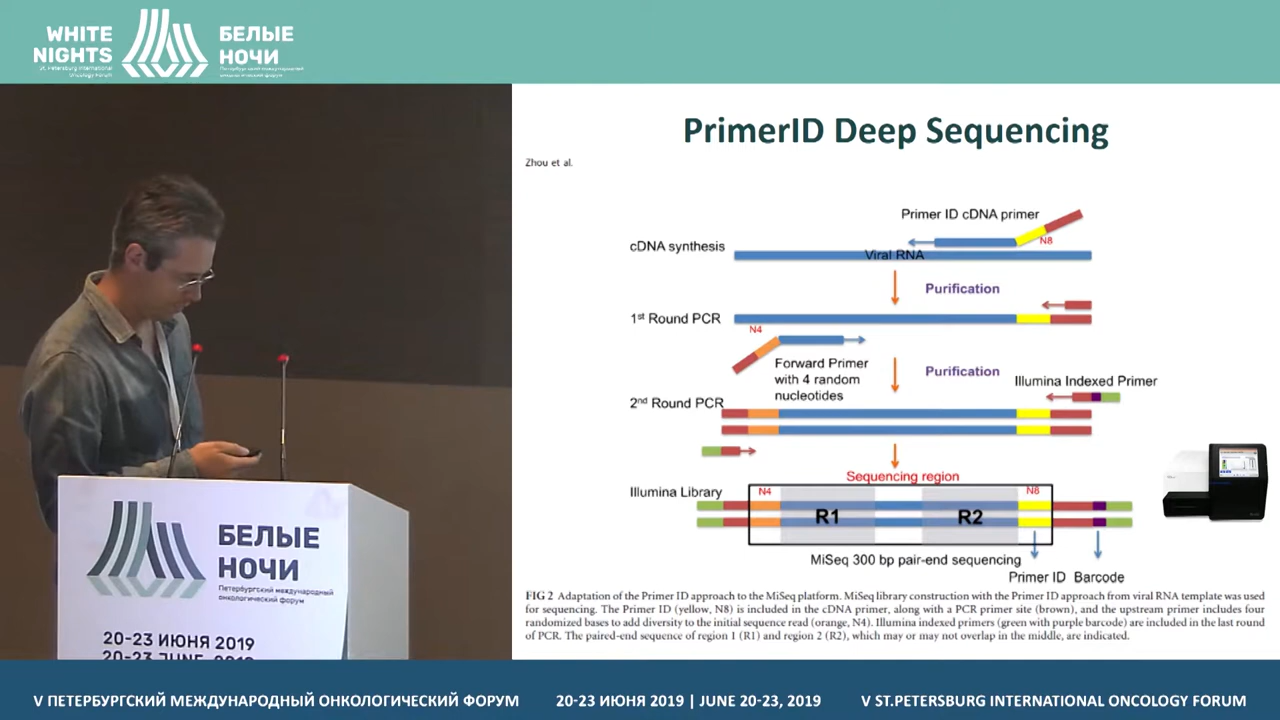 WHITE
NIGHTS
St. Petersburg International
Oncology Forum
БЕЛЫЕ
НОЧИ
Петербургский международный
онкологический форум
PrimerID Deep Sequencing
Zhou et al.
Primer ID cDNA primer
cDNA synthesis
N8
Viral RNA
Purification
1st Round PCR
N4
Forward Primer
with 4 random
nucleotides
Purification
Illumina Indexed Primer
2nd Round PCR
Sequencing region
Illumina Library
N4
N8
R1
R2
MiSeq 300 bp pair-end sequencing
Primer ID Barcode
FIG 2 Adaptation of the Primer ID approach to the MiSeq platform. MiSeq library construction with the Primer ID approach from viral RNA template was used
for sequencing. The Primer ID (yellow, N8) is included in the cDNA primer, along with a PCR primer site (brown), and the upstream primer includes four
randomized bases to add diversity to the initial sequence read (orange, N4). Illumina indexed primers (green with purple barcode) are included in the last round
of PCR. The paired-end sequence of region 1 (R1) and region 2 (R2), which may or may not overlap in the middle, are indicated.
БЕЛЫЕ
НОЧИ
Петербургский международный
онкологический форум
20-23 ИЮНЯ 2019
20-23 JUNE, 2019
V ПЕТЕРБУРГСКИЙ МЕЖДУНАРОДНЫЙ ОНКОЛОГИЧЕСКИЙ ФОРУМ
20-23 ИЮНЯ 2019 | JUNE 20-23, 2019
V ST.PETERSBURG INTERNATIONAL ONCOLOGY FORUM